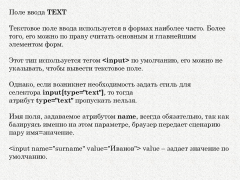 Поле ввода TEXT
Текстовое поле ввода используется в формах наиболее часто. Более
того, его можно по праву считать основным и главнейшим
элементом форм.
Этот тип используется тегом <input> по умолчанию, его можно не
указывать, чтобы вывести текстовое поле.
Однако, если возникнет необходимость задать стиль для
селектора input[type="text"], то тогда
атрибут type="text" пропускать нельзя.
Имя поля, задаваемое атрибутом name, всегда обязательно, так как
базируясь именно на этом параметре, браузер передает сценарию
пару имя=значение.
<input name="surname" value="Иванов"> value – задает значение по
умолчанию.